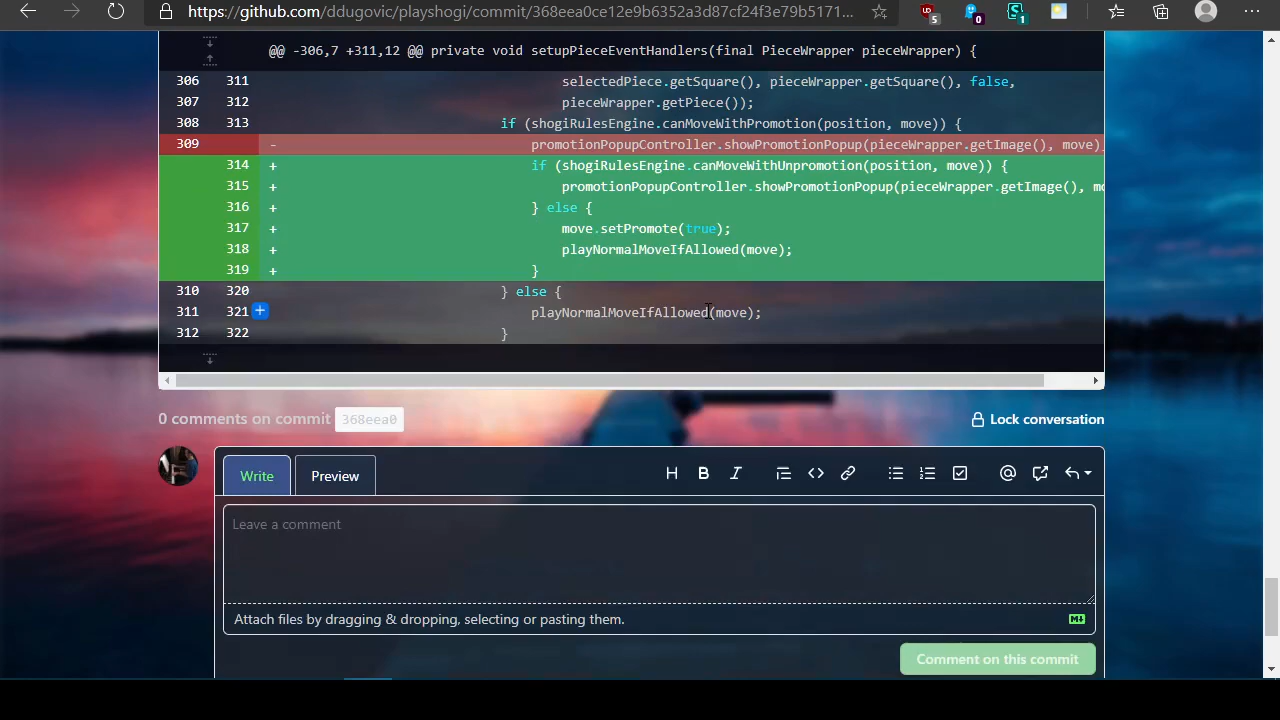 https://github.com/ddugovic/playshogi/commit/368eea0ce12e9b6352a3d87cf24f3e79b5171...
5
0
1
@@ -306,7 +311,12 @@ private void setupPieceEventHandlers(final PieceWrapper pieceWrapper) {
306 311 selectedPiece.getSquare(), pieceWrapper.getSquare(), false,
307 312 pieceWrapper.getPiece());
308 313 if (shogiRulesEngine.canMoveWithPromotion(position, move)) {
309 - promotionPopupController.showPromotionPopup(pieceWrapper.getImage(), move);
314 + if (shogiRulesEngine.canMoveWithUnpromotion(position, move)) {
315 + promotionPopupController.showPromotionPopup(pieceWrapper.getImage(),
316 + } else {
317 + move.setPromote(true);
318 + playNormalMoveIfAllowed(move);
319 + }
310 320 } else {
311 321 + playNormalMoveIfAllowed(move);
312 322 }
0 comments on commit 368eea0
Lock conversation
Write Preview
Leave a comment
Attach files by dragging & dropping, selecting or pasting them.
Comment on this commit